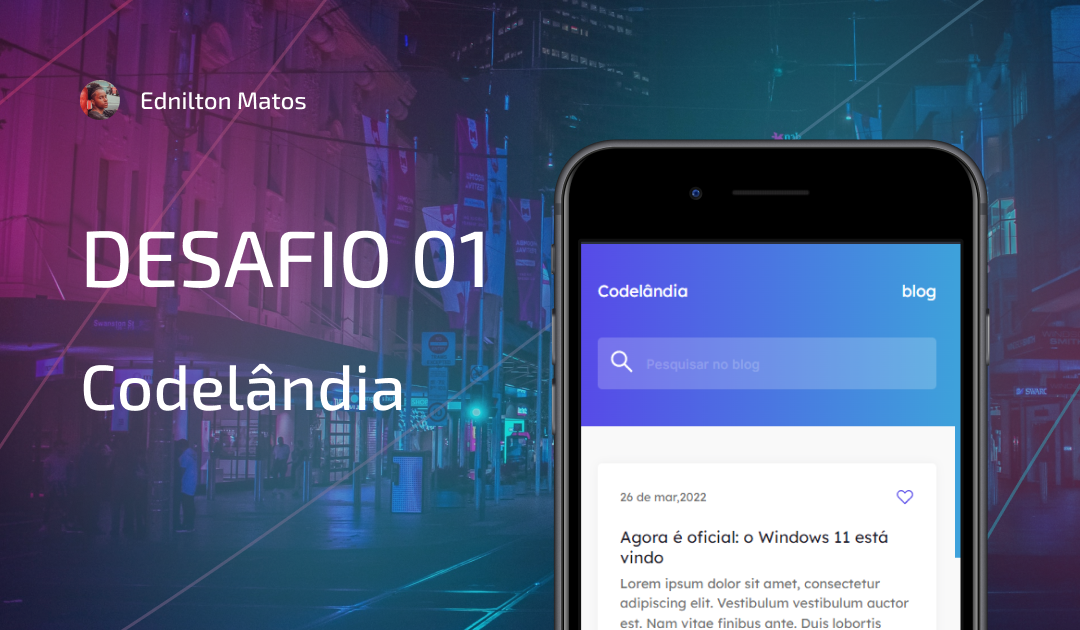 Ednilton Matos
DESAFIO 01
Codelândia
Codelândia
blog
Pesquisar no blog
26 de mar,2022
Agora é oficial: o Windows 11 está
vindo
Lorem ipsum dolor sit amet, consectetur
adipiscing elit. Vestibulum vestibulum auctor
est. Nam vitae finibus ante. Duis lobortis